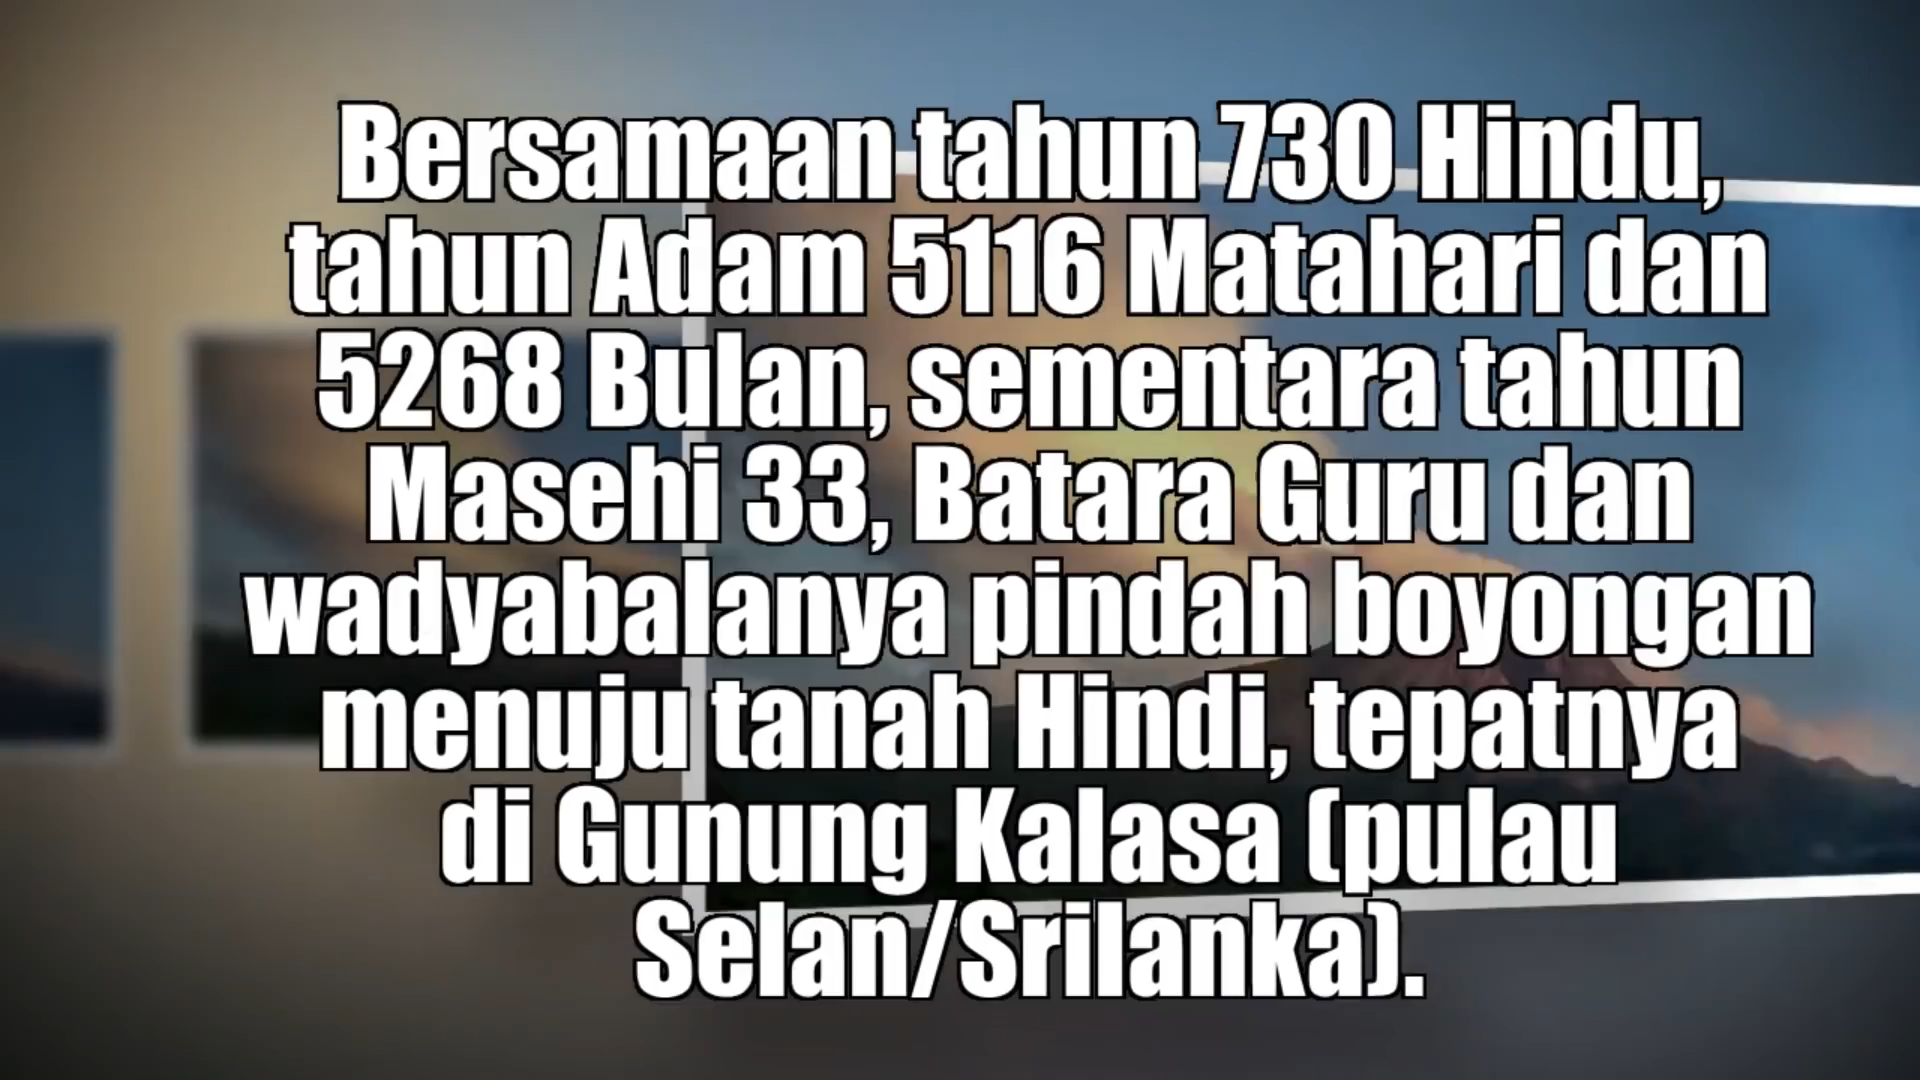 Bersamaan tahun 730 Hindu,
tahun Adam 5116 Matahari dan
5268 Bulan, sementara tahun
Masehi 33, Batara Guru dan
wadyabalanya pindah boyongan
menuju tanah Hindi, tepatnya
di Gunung Kalasa (pulau
Selan/Srilanka).